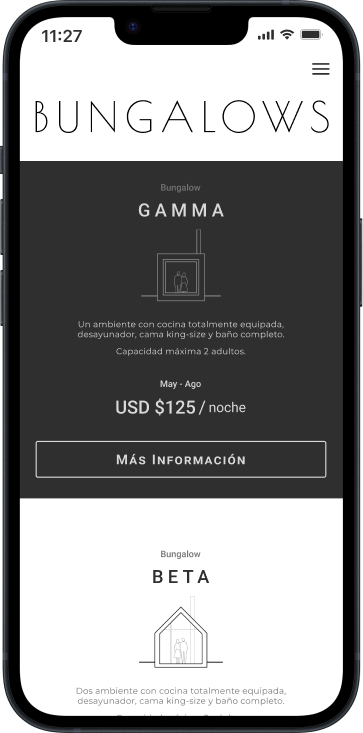 11:27
BUNGALOWS
Bungalow
GAMMA
Un ambiente con cocina totalmente equipada,
desayunador, cama king-size y baño completo.
Capacidad máxima 2 adultos.
May - Ago
USD $125 / noche
MÁS INFORMACIÓN
Bungalow
BETA
Dos ambiente con cocina totalmente equipada,
desayunador, cama king-size y baño completo.